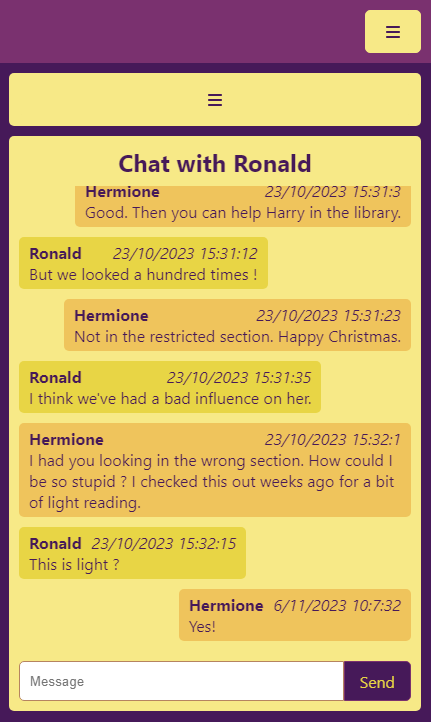 Chat with Ronald
Hermione 23/10/2023 15:31:3
Good. Then you can help Harry in the library.
Ronald 23/10/2023 15:31:12
But we looked a hundred times !
Hermione 23/10/2023 15:31:23
Not in the restricted section. Happy Christmas.
Ronald 23/10/2023 15:31:35
I think we've had a bad influence on her.
Hermione 23/10/2023 15:32:1
I had you looking in the wrong section. How could I
be so stupid ? I checked this out weeks ago for a bit
of light reading.
Ronald 23/10/2023 15:32:15
This is light ?
Hermione 6/11/2023 10:7:32
Yes!
Message Send